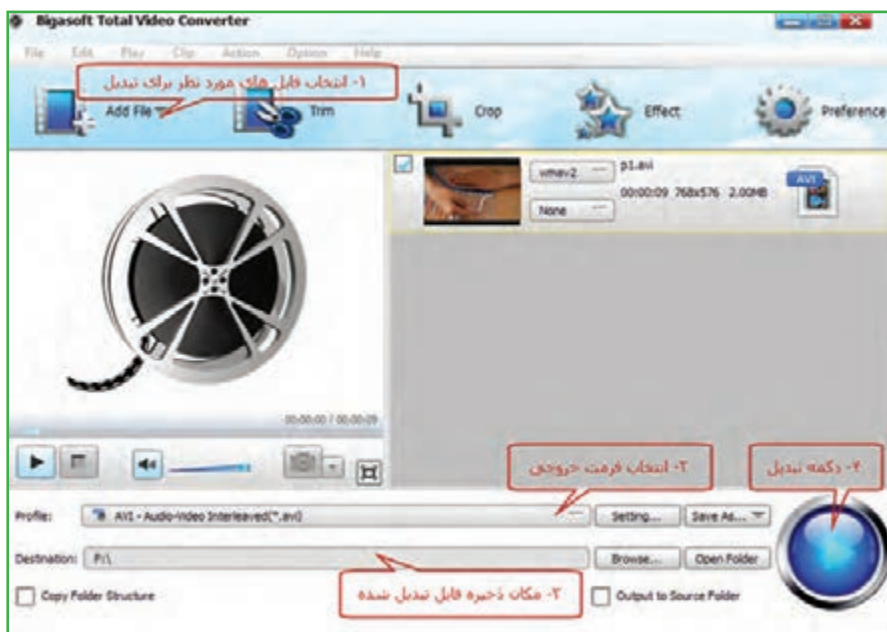 Bigasoft Total Video Converter
File Edit Play Clip Action Option Help
۱- انتخاب فایل های مورد نظر برای تبدیل
Add File Trim Crop Effect Preference
wmav2 p1.avi
00:00:09 768x576 2.00MB
None
AVI
00:00:00 / 00:00:09
۲- انتخاب فرمت خروجی
۴- دکمه تبدیل
Profile: AVI - Audio-Video Interleaved(*.avi) Setting... Save As...
Destination: P:\ Browse... Open Folder
۳- مکان ذخیره فایل تبدیل شده
Copy Folder Structure Output to Source Folder